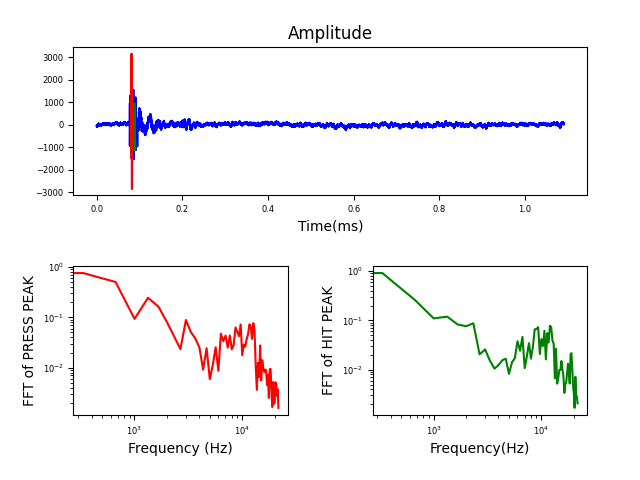 Amplitude
3000
2000
1000
0
−1000
−2000
−3000
0.0 0.2 0.4 0.6 0.8 1.0
Time(ms)
FFT of PRESS PEAK
10⁰
10⁻¹
10⁻²
10³ 10⁴
Frequency (Hz)
FFT of HIT PEAK
10⁰
10⁻¹
10⁻²
10³ 10⁴
Frequency(Hz)